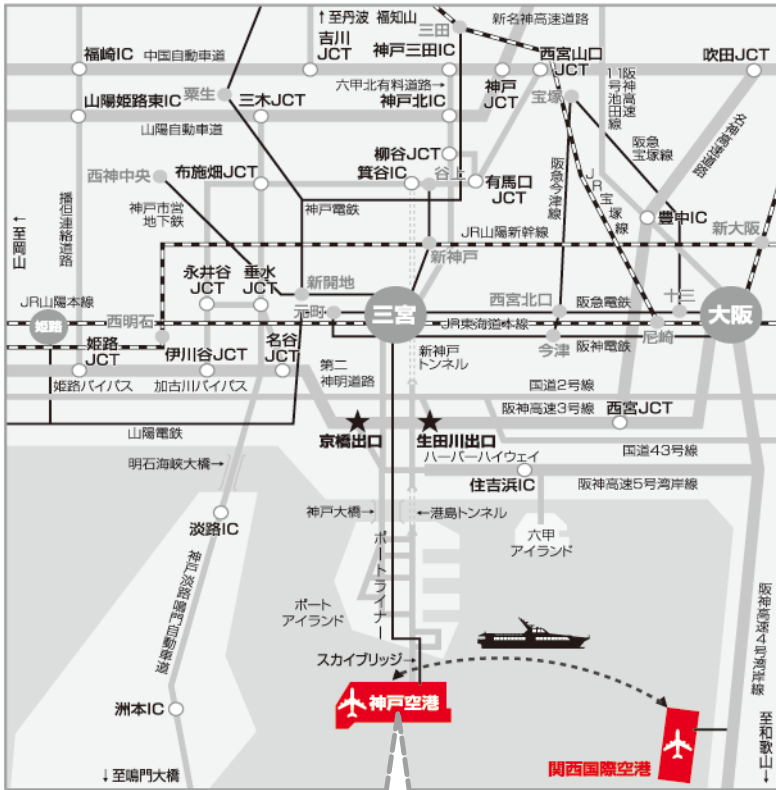 ↑至丹波 福知山
三田
新名神高速道路
福崎IC
中国自動車道
吉川
JCT
神戸三田IC
西宮山口
JCT
吹田JCT
粟生
六甲北有料道路→
神戸
JCT
宝塚
阪神高速
11号池田線
山陽姫路東IC
三木JCT
神戸北IC
山陽自動車道
名神高速道路
阪急
宝塚線
柳谷JCT
西神中央
布施畑JCT
箕谷IC
谷上
有馬口
JCT
阪急今津線
JR宝塚線
神戸市営
地下鉄
神戸電鉄
豊中IC
播但連絡道路
←至岡山
JR山陽新幹線
新大阪
新神戸
永井谷
JCT
垂水
JCT
新開地
元町
三宮
西宮北口
阪急電鉄
十三
大阪
JR山陽本線
姫路
西明石
JR東海道本線
尼崎
姫路
JCT
伊川谷JCT
名谷
JCT
新神戸
トンネル
今津
阪神電鉄
第二
神明道路
姫路バイパス
加古川バイパス
国道2号線
阪神高速3号線
西宮JCT
山陽電鉄
京橋出口
生田川出口
国道43号線
ハーバーハイウェイ
明石海峡大橋→
住吉浜IC
阪神高速5号湾岸線
淡路IC
神戸大橋→
←港島トンネル
六甲
アイランド
ポートライナー
神戸淡路鳴門自動車道
ポート
アイランド
阪神高速4号湾岸線
スカイブリッジ→
神戸空港
洲本IC
至和歌山→
関西国際空港
↓至鳴門大橋